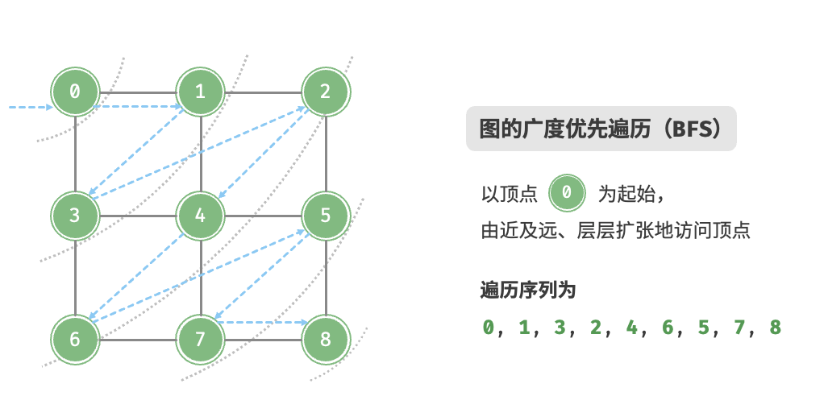 0 1 2
3 4 5
6 7 8
图的广度优先遍历（BFS）
以顶点 0 为起始，
由近及远、层层扩张地访问顶点
遍历序列为
0, 1, 3, 2, 4, 6, 5, 7, 8